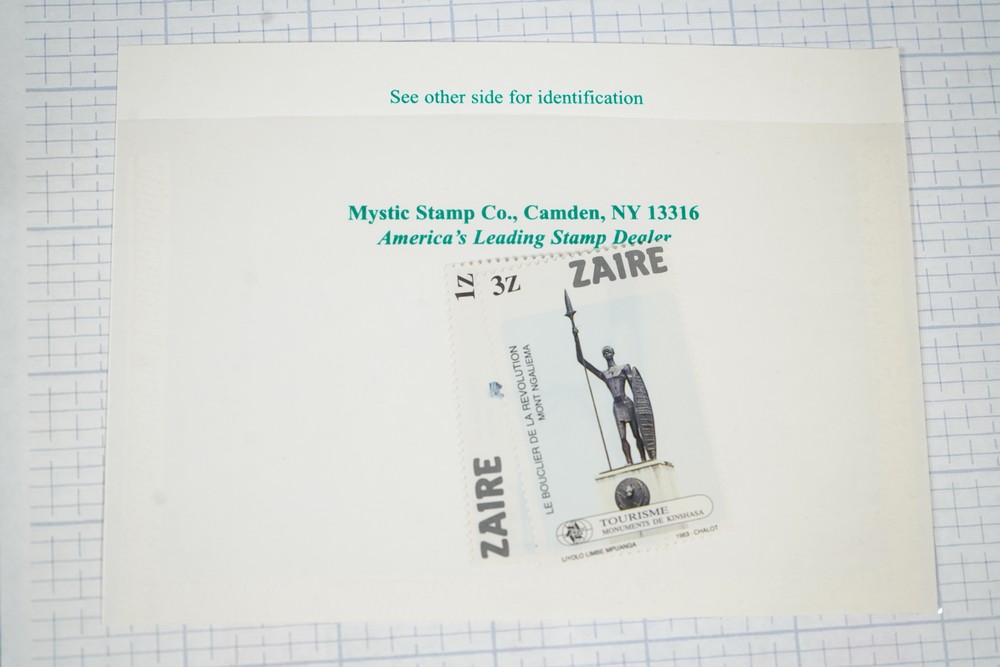 See other side for identification
Mystic Stamp Co., Camden, NY 13316
America's Leading Stamp Dealer
1Z
ZAIRE
3Z
ZAIRE
LE BOUCLIER DE LA REVOLUTION
MONT NGALIEMA
TOURISME
MONUMENTS DE KINSHASA
LIYOLO LIMBE MPUANGA
1983 · CHALOT